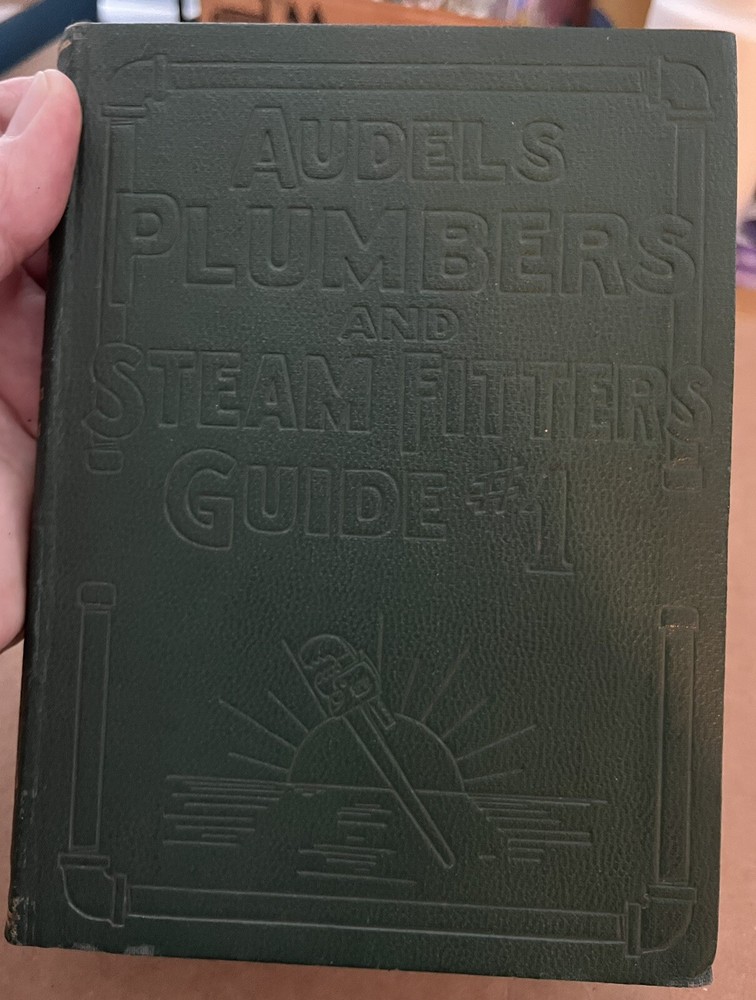 AUDELS
PLUMBERS
AND
STEAM FITTERS
GUIDE #1